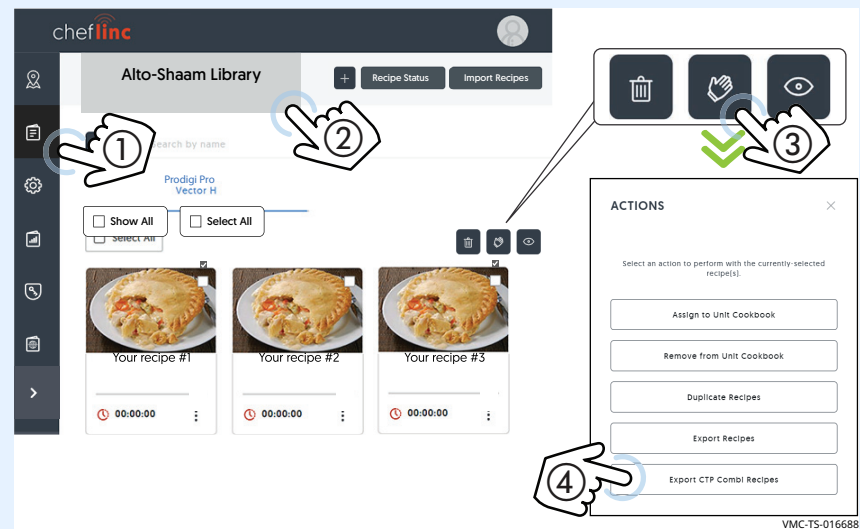 cheflinc
Alto-Shaam Library
+
Recipe Status
Import Recipes
1
2
3
search by name
Prodigi Pro
Vector H
Show All
Select All
Select All
Your recipe #1
Your recipe #2
Your recipe #3
00:00:00
00:00:00
00:00:00
ACTIONS
Select an action to perform with the currently-selected
recipe(s).
Assign to Unit Cookbook
Remove from Unit Cookbook
Duplicate Recipes
Export Recipes
4
Export CTP Combi Recipes
VMC-TS-016688